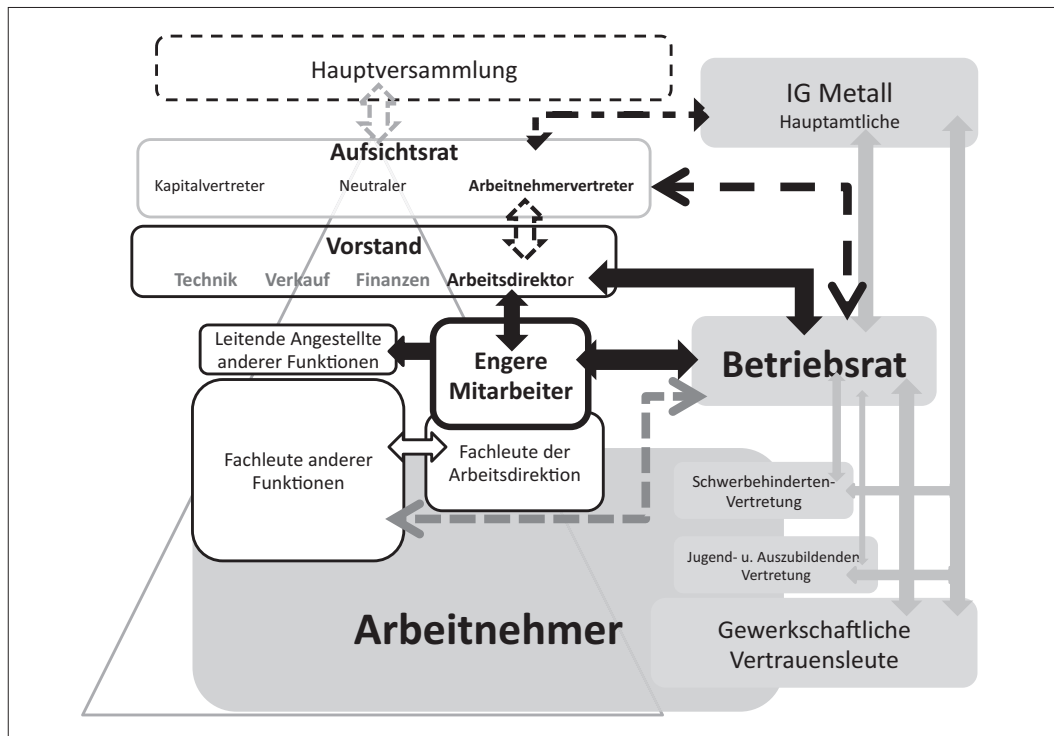 Hauptversammlung
IG Metall
Hauptamtliche
Aufsichtsrat
Kapitalvertreter Neutraler Arbeitnehmervertreter
Vorstand
Technik Verkauf Finanzen Arbeitsdirektor
Leitende Angestellte
anderer Funktionen
Engere
Mitarbeiter
Betriebsrat
Fachleute anderer
Funktionen
Fachleute der
Arbeitsdirektion
Schwerbehinderten-
Vertretung
Jugend- u. Auszubildenden
Vertretung
Arbeitnehmer
Gewerkschaftliche
Vertrauensleute